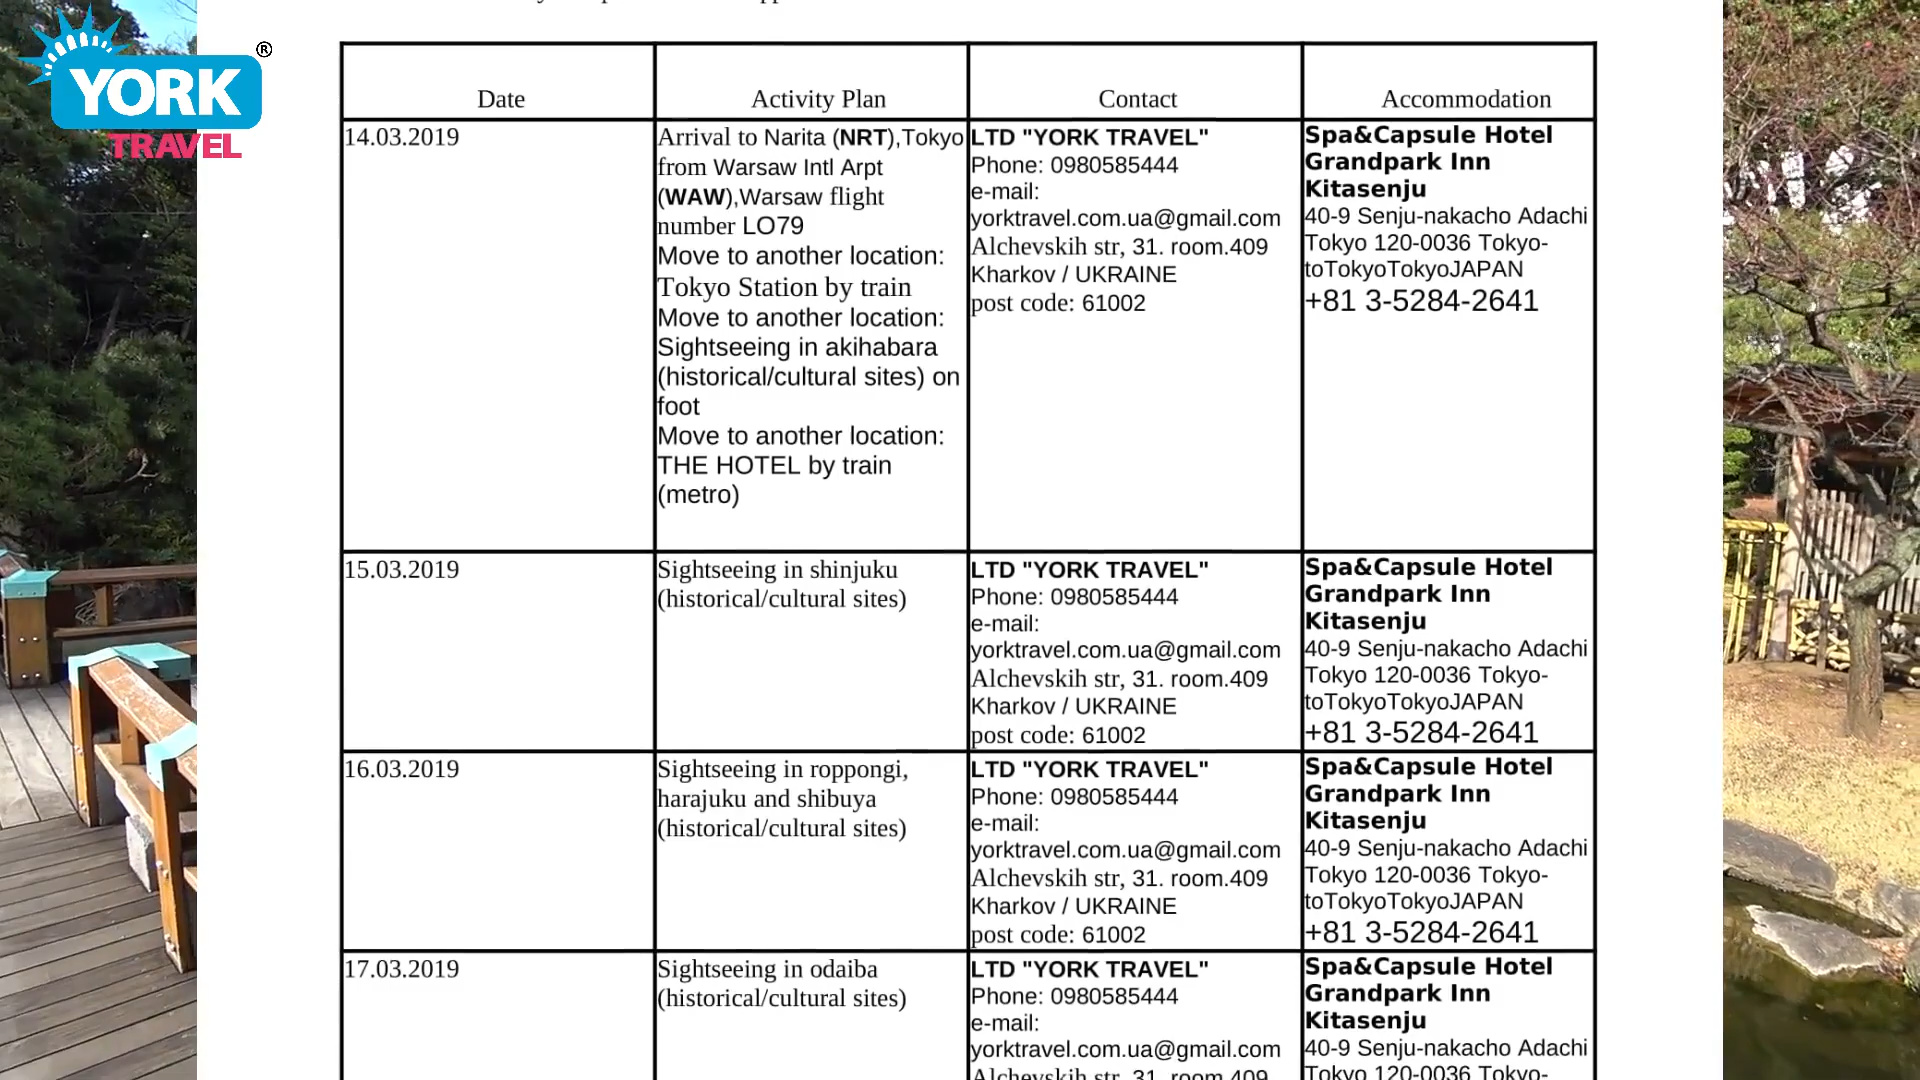 YORK
®
TRAVEL
Date
Activity Plan
Contact
Accommodation
14.03.2019
Arrival to Narita (NRT),Tokyo
from Warsaw Intl Arpt
(WAW),Warsaw flight
number LO79
Move to another location:
Tokyo Station by train
Move to another location:
Sightseeing in akihabara
(historical/cultural sites) on
foot
Move to another location:
THE HOTEL by train
(metro)
LTD "YORK TRAVEL"
Phone: 0980585444
e-mail:
yorktravel.com.ua@gmail.com
Alchevskih str, 31. room.409
Kharkov / UKRAINE
post code: 61002
Spa&Capsule Hotel
Grandpark Inn
Kitasenju
40-9 Senju-nakacho Adachi
Tokyo 120-0036 Tokyo-
toTokyoTokyoJAPAN
+81 3-5284-2641
15.03.2019
Sightseeing in shinjuku
(historical/cultural sites)
LTD "YORK TRAVEL"
Phone: 0980585444
e-mail:
yorktravel.com.ua@gmail.com
Alchevskih str, 31. room.409
Kharkov / UKRAINE
post code: 61002
Spa&Capsule Hotel
Grandpark Inn
Kitasenju
40-9 Senju-nakacho Adachi
Tokyo 120-0036 Tokyo-
toTokyoTokyoJAPAN
+81 3-5284-2641
16.03.2019
Sightseeing in roppongi,
harajuku and shibuya
(historical/cultural sites)
LTD "YORK TRAVEL"
Phone: 0980585444
e-mail:
yorktravel.com.ua@gmail.com
Alchevskih str, 31. room.409
Kharkov / UKRAINE
post code: 61002
Spa&Capsule Hotel
Grandpark Inn
Kitasenju
40-9 Senju-nakacho Adachi
Tokyo 120-0036 Tokyo-
toTokyoTokyoJAPAN
+81 3-5284-2641
17.03.2019
Sightseeing in odaiba
(historical/cultural sites)
LTD "YORK TRAVEL"
Phone: 0980585444
e-mail:
yorktravel.com.ua@gmail.com
Alchevskih str, 31. room.409
Spa&Capsule Hotel
Grandpark Inn
Kitasenju
40-9 Senju-nakacho Adachi
Tokyo 120-0036 Tokyo-